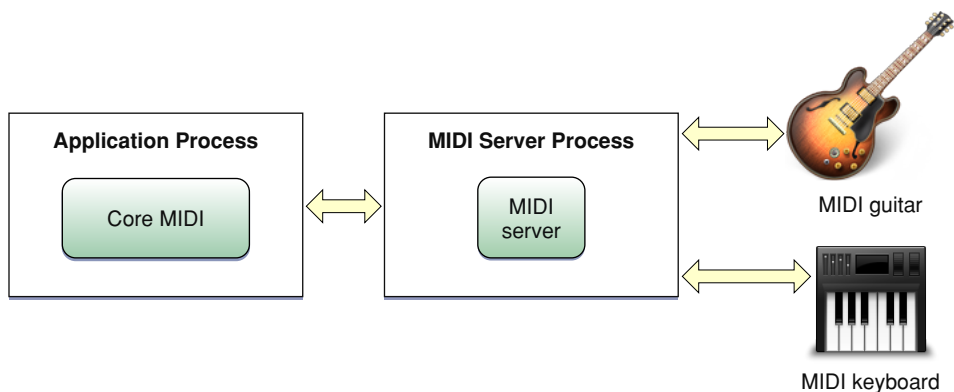 Application Process
Core MIDI
MIDI Server Process
MIDI
server
MIDI guitar
MIDI keyboard